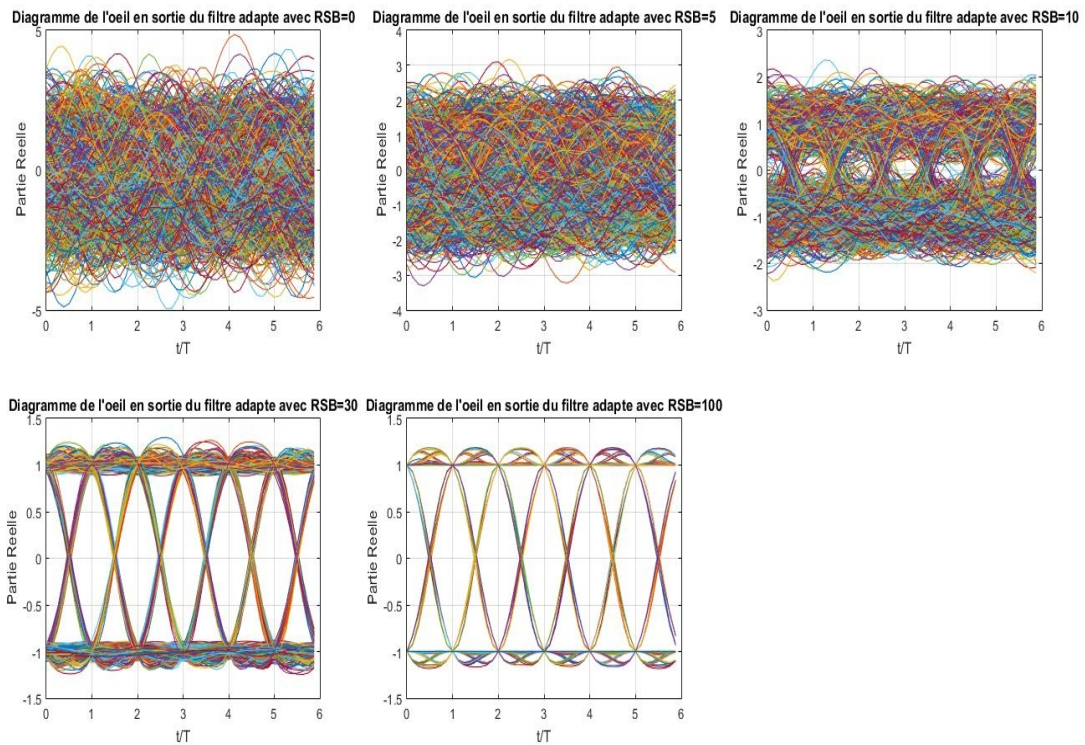 Diagramme de l'oeil en sortie du filtre adapte avec RSB=0
Diagramme de l'oeil en sortie du filtre adapte avec RSB=5
Diagramme de l'oeil en sortie du filtre adapte avec RSB=10
5
0
-5
Partie Reelle
0 1 2 3 4 5 6
t/T
4
3
2
1
0
-1
-2
-3
-4
Partie Reelle
0 1 2 3 4 5 6
t/T
3
2
1
0
-1
-2
-3
Partie Reelle
0 1 2 3 4 5 6
t/T
Diagramme de l'oeil en sortie du filtre adapte avec RSB=30
Diagramme de l'oeil en sortie du filtre adapte avec RSB=100
1.5
1
0.5
0
-0.5
-1
-1.5
Partie Reelle
0 1 2 3 4 5 6
t/T
1.5
1
0.5
0
-0.5
-1
-1.5
Partie Reelle
0 1 2 3 4 5 6
t/T